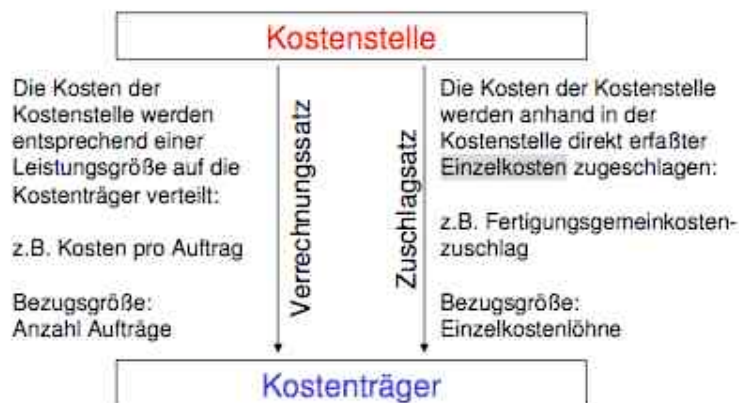 Kostenstelle
Die Kosten der
Kostenstelle werden
entsprechend einer
Leistungsgröße auf die
Kostenträger verteilt:
z.B. Kosten pro Auftrag
Bezugsgröße:
Anzahl Aufträge
Verrechnungssatz
Zuschlagsatz
Die Kosten der Kostenstelle
werden anhand in der
Kostenstelle direkt erfaßter
Einzelkosten zugeschlagen:
z.B. Fertigungsgemeinkosten-
zuschlag
Bezugsgröße:
Einzelkostenlöhne
Kostenträger